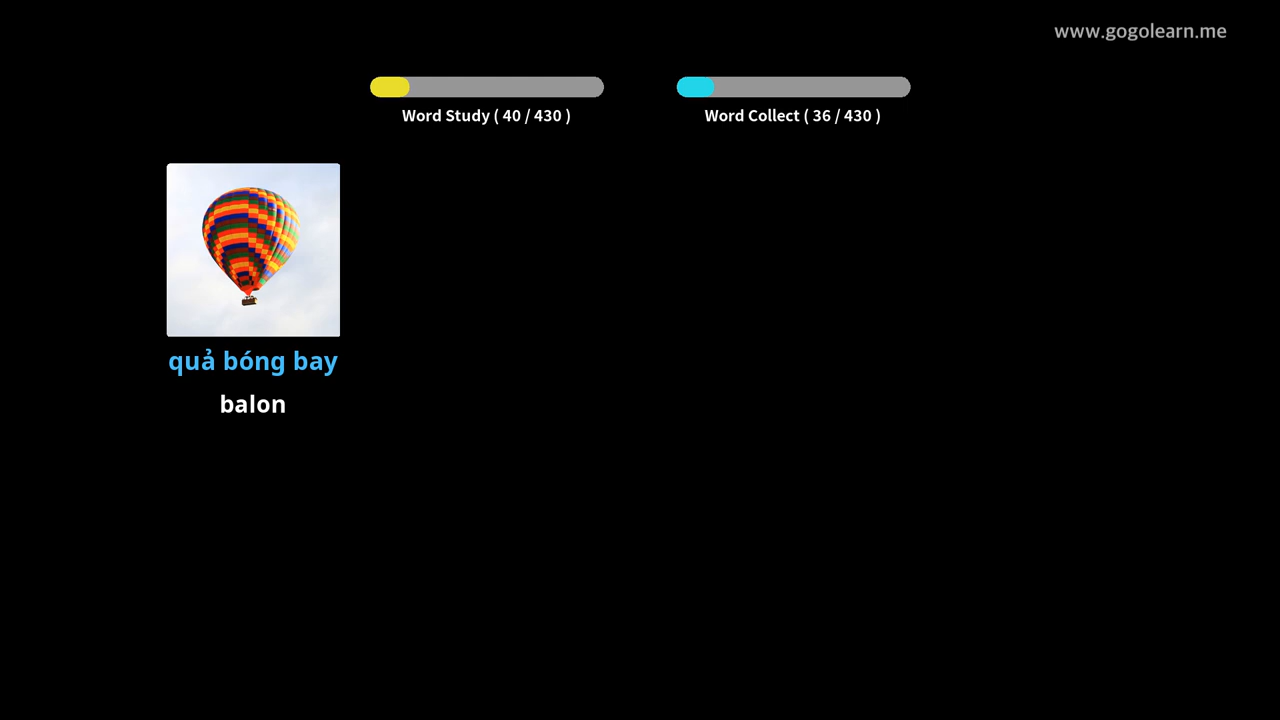 www.gogolearn.me
Word Study ( 40 / 430 )
Word Collect ( 36 / 430 )
quả bóng bay
balon